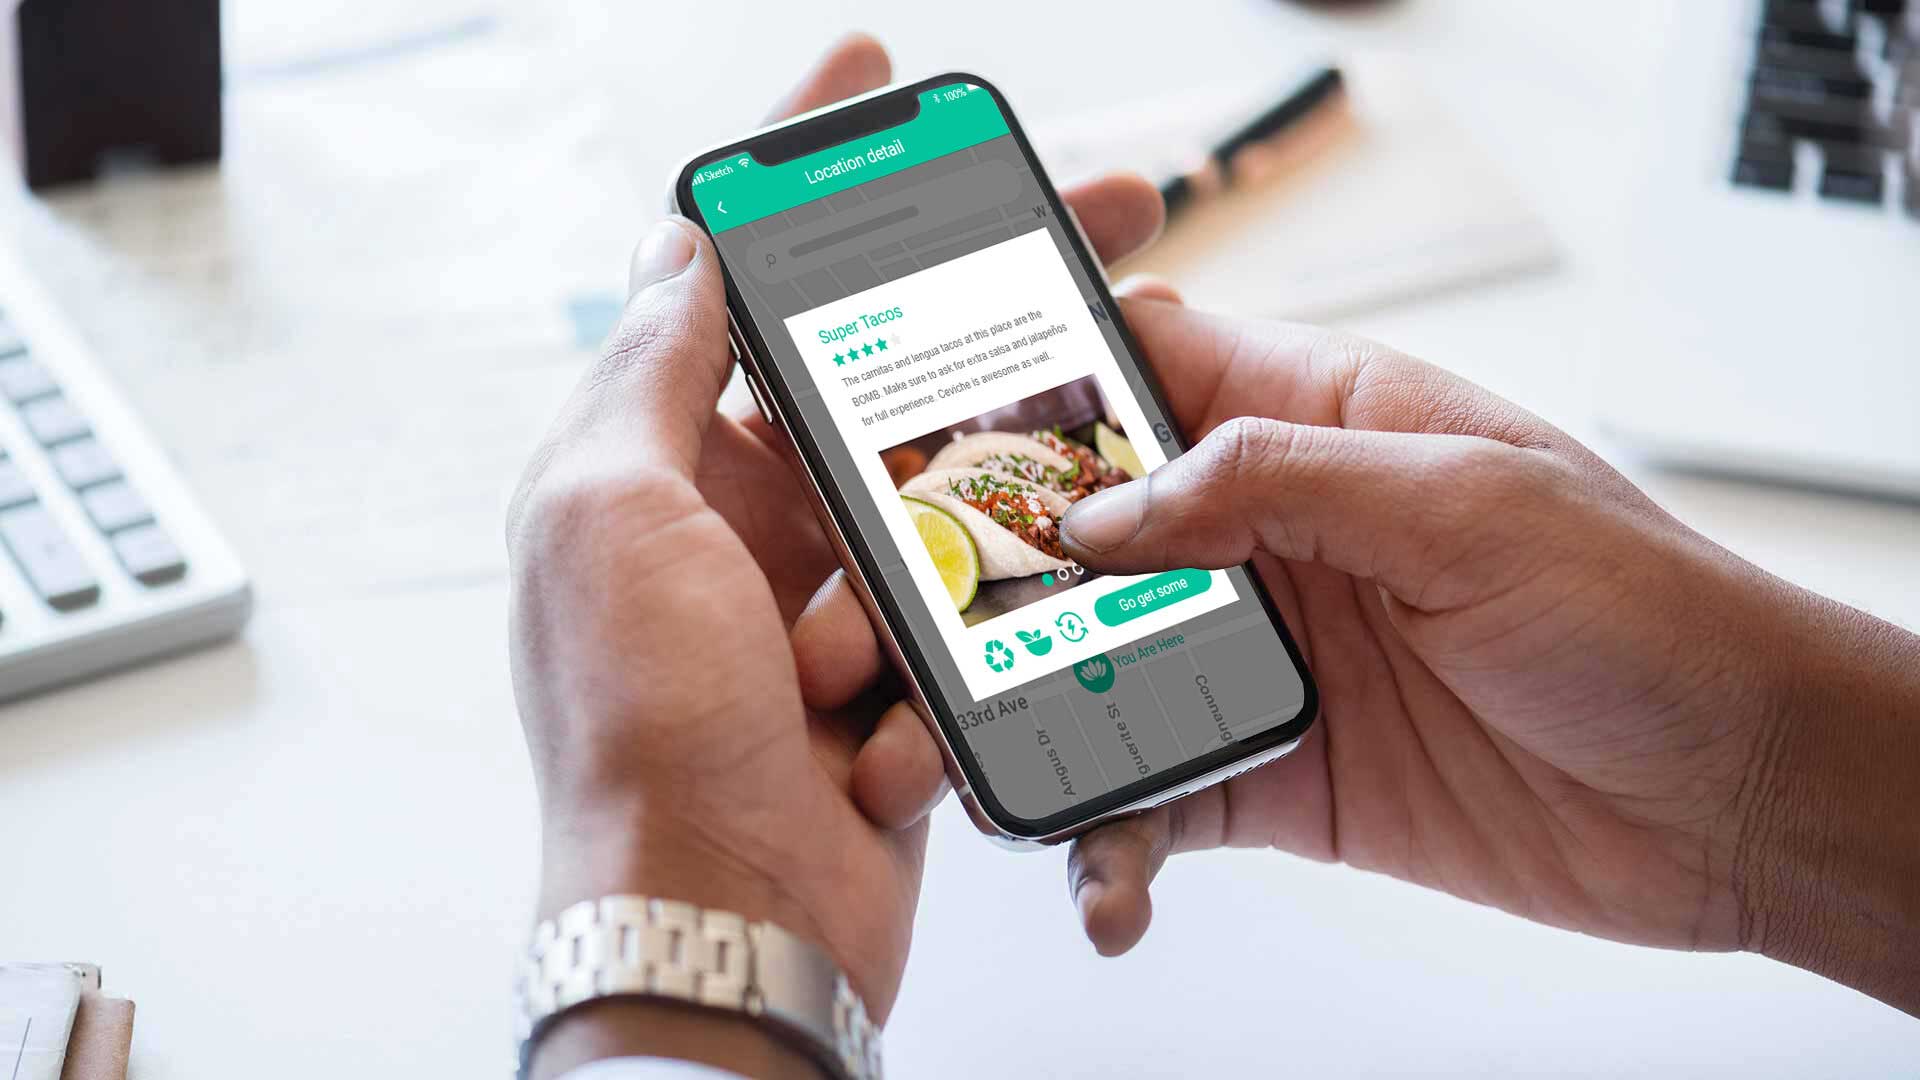 Sketch
100%
Location detail
W
Super Tacos
The carnitas and lengua tacos at this place are the
BOMB. Make sure to ask for extra salsa and jalapeños
for full experience. Ceviche is awesome as well..
N
G
Go get some
You Are Here
33rd Ave
Angus Dr
guerite St
Connaug